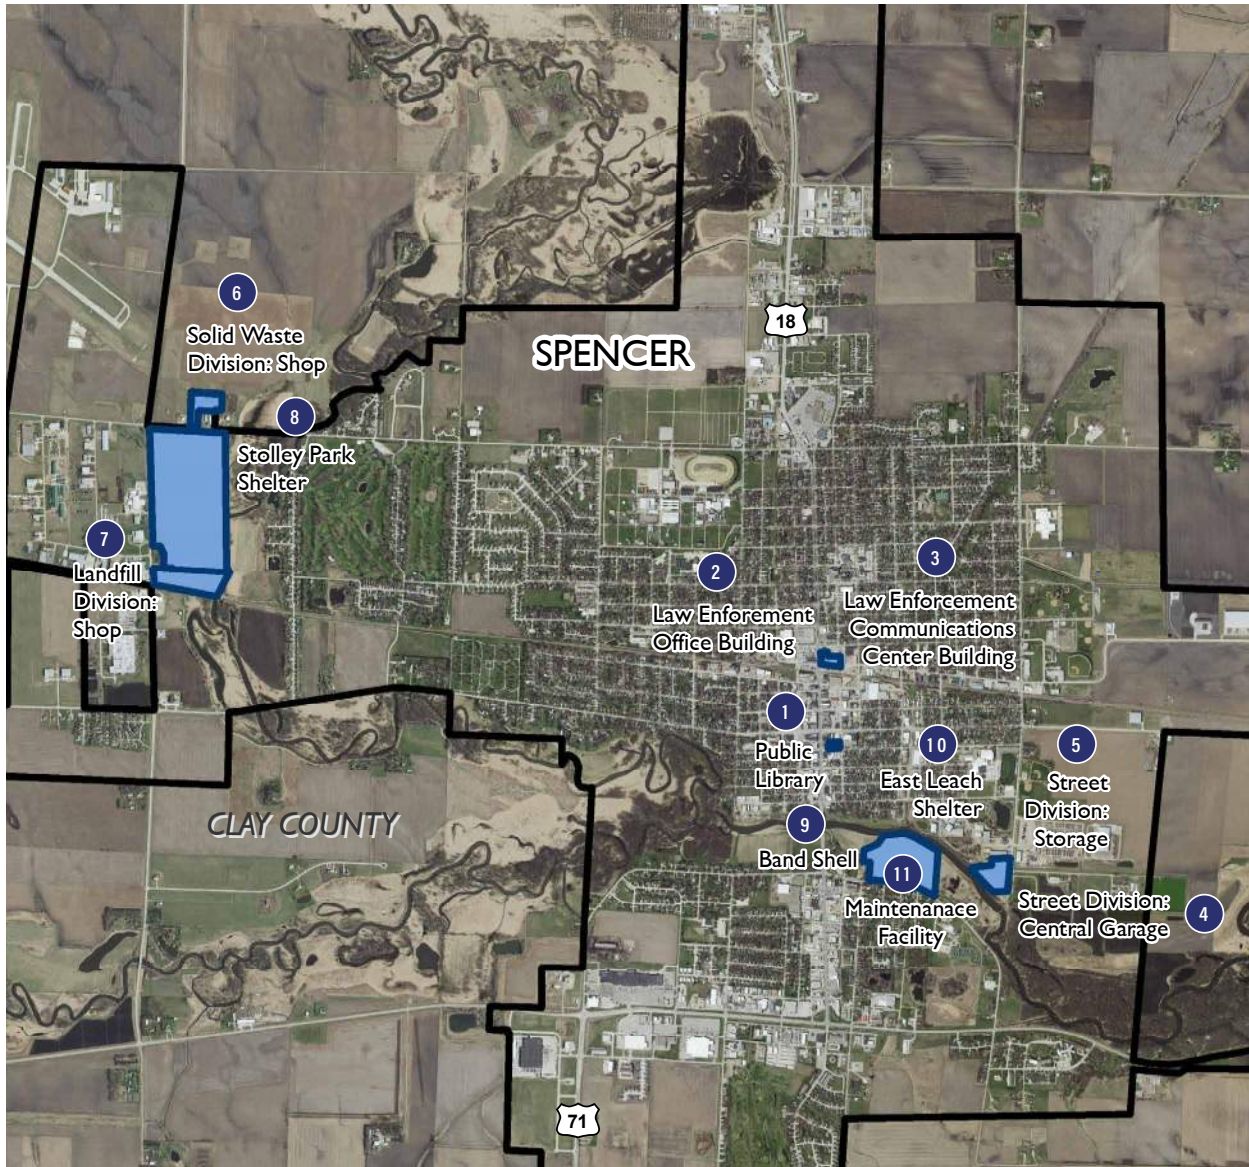 18
SPENCER
6
Solid Waste
Division: Shop
8
Stolley Park
Shelter
7
Landfill
Division:
Shop
2
Law Enforement
Office Building
3
Law Enforcement
Communications
Center Building
1
Public
Library
10
East Leach
Shelter
5
Street
Division:
Storage
CLAY COUNTY
9
Band Shell
11
Maintenanace
Facility
Street Division:
Central Garage
4
71